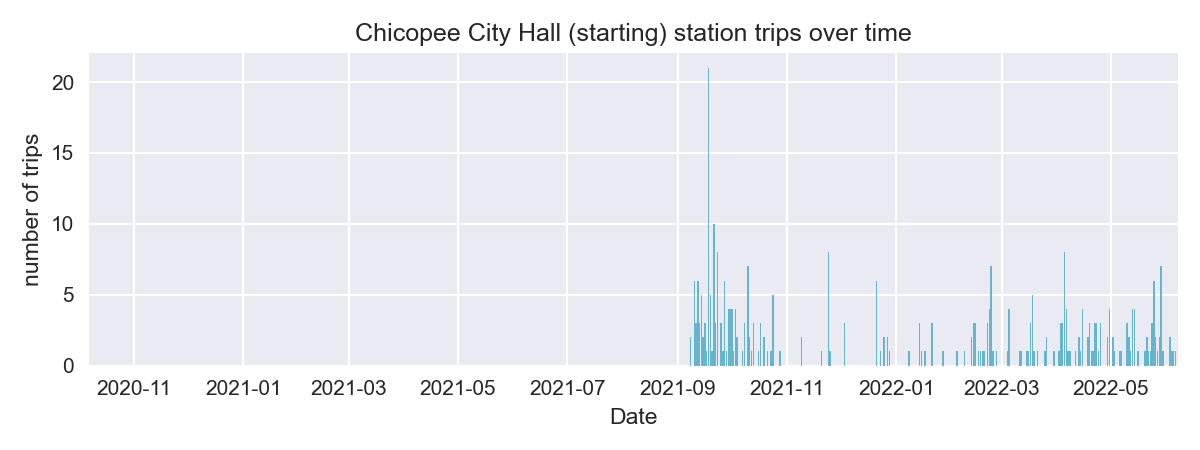 Chicopee City Hall (starting) station trips over time
number of trips
20
15
10
5
0
2020-11 2021-01 2021-03 2021-05 2021-07 2021-09 2021-11 2022-01 2022-03 2022-05
Date